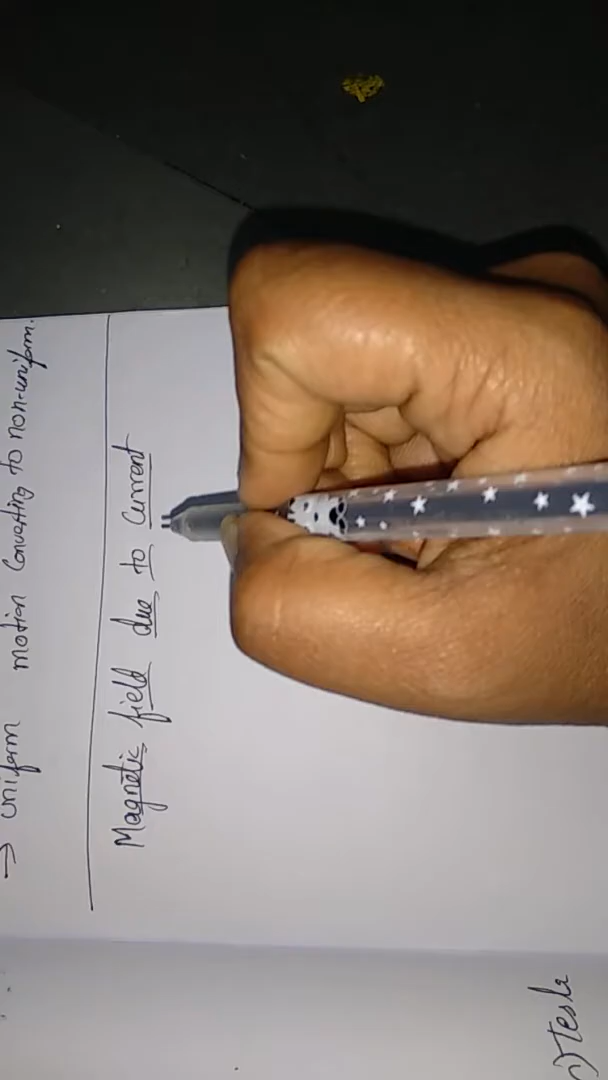 → uniform motion Converting to non-uniform.
Magnetic field due to Current